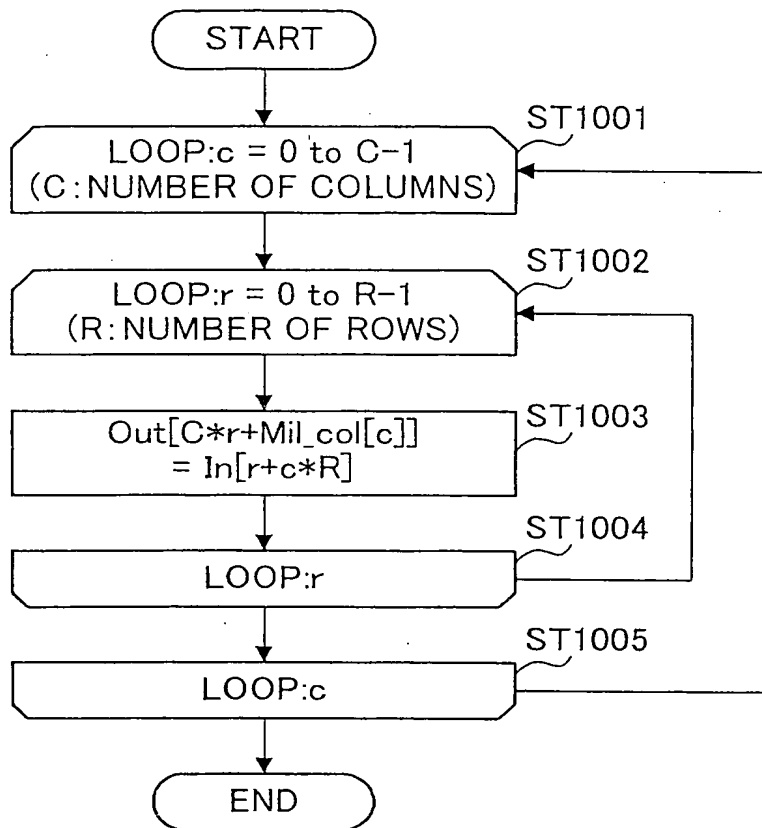 START
ST1001
LOOP:c = 0 to C-1
(C:NUMBER OF COLUMNS)
ST1002
LOOP:r = 0 to R-1
(R:NUMBER OF ROWS)
ST1003
Out[C*r+Mil_col[c]]
= In[r+c*R]
ST1004
LOOP:r
ST1005
LOOP:c
END